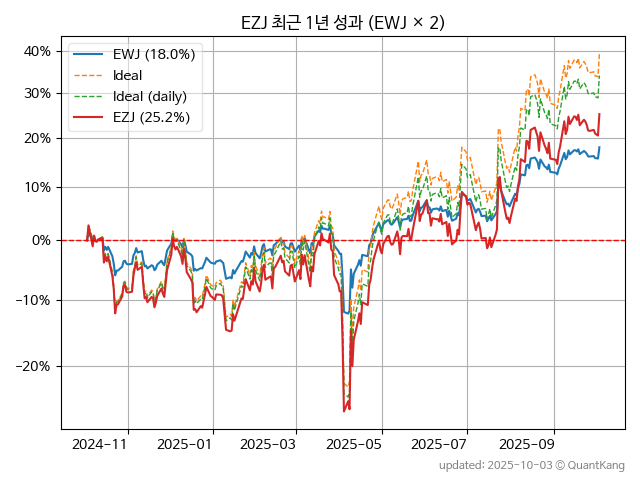 EZJ 최근 1년 성과 (EWJ × 2)
EWJ (18.0%)
Ideal
Ideal (daily)
EZJ (25.2%)
40%
30%
20%
10%
0%
−10%
−20%
2024-11
2025-01
2025-03
2025-05
2025-07
2025-09
updated: 2025-10-03 © QuantKang